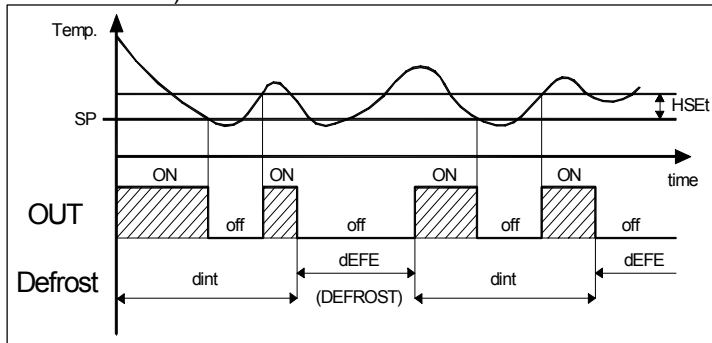 )
Temp.
SP
HSEt
time
ON ON ON ON
OUT
off off off off
Defrost
dint dEFE dint dEFE
(DEFROST)